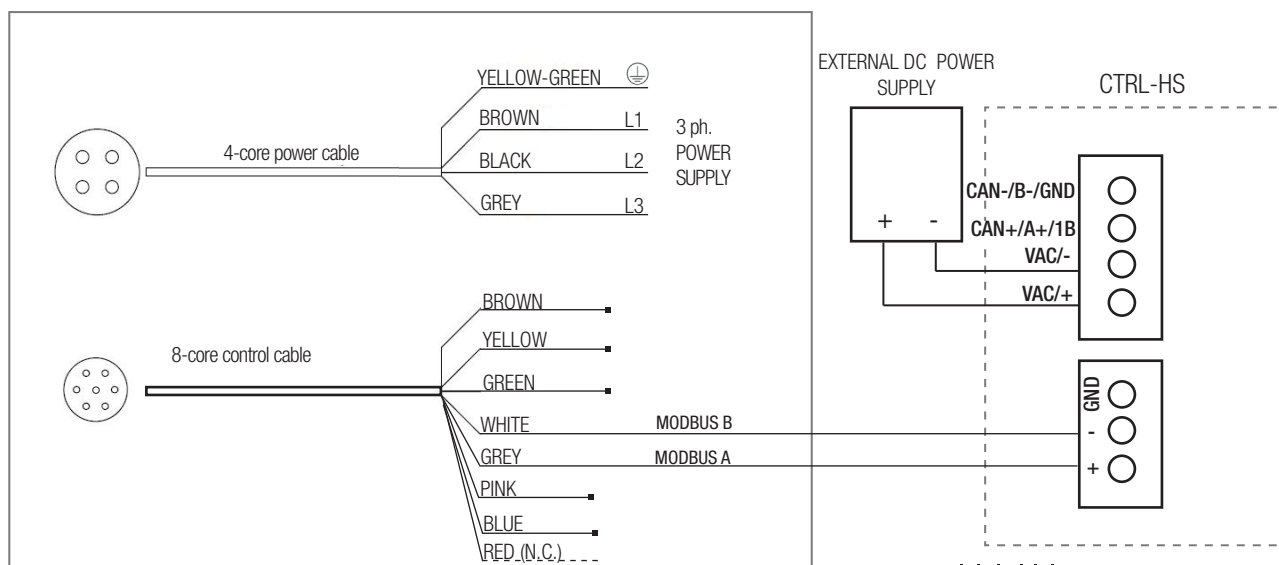 YELLOW-GREEN
BROWN L1
BLACK L2
GREY L3
4-core power cable
3 ph.
POWER
SUPPLY
8-core control cable
BROWN
YELLOW
GREEN
WHITE MODBUS B
GREY MODBUS A
PINK
BLUE
RED (N.C.)
EXTERNAL DC POWER
SUPPLY
+ -
CTRL-HS
CAN-/B-/GND
CAN+/A+/1B
VAC/-
VAC/+
GND
-
+